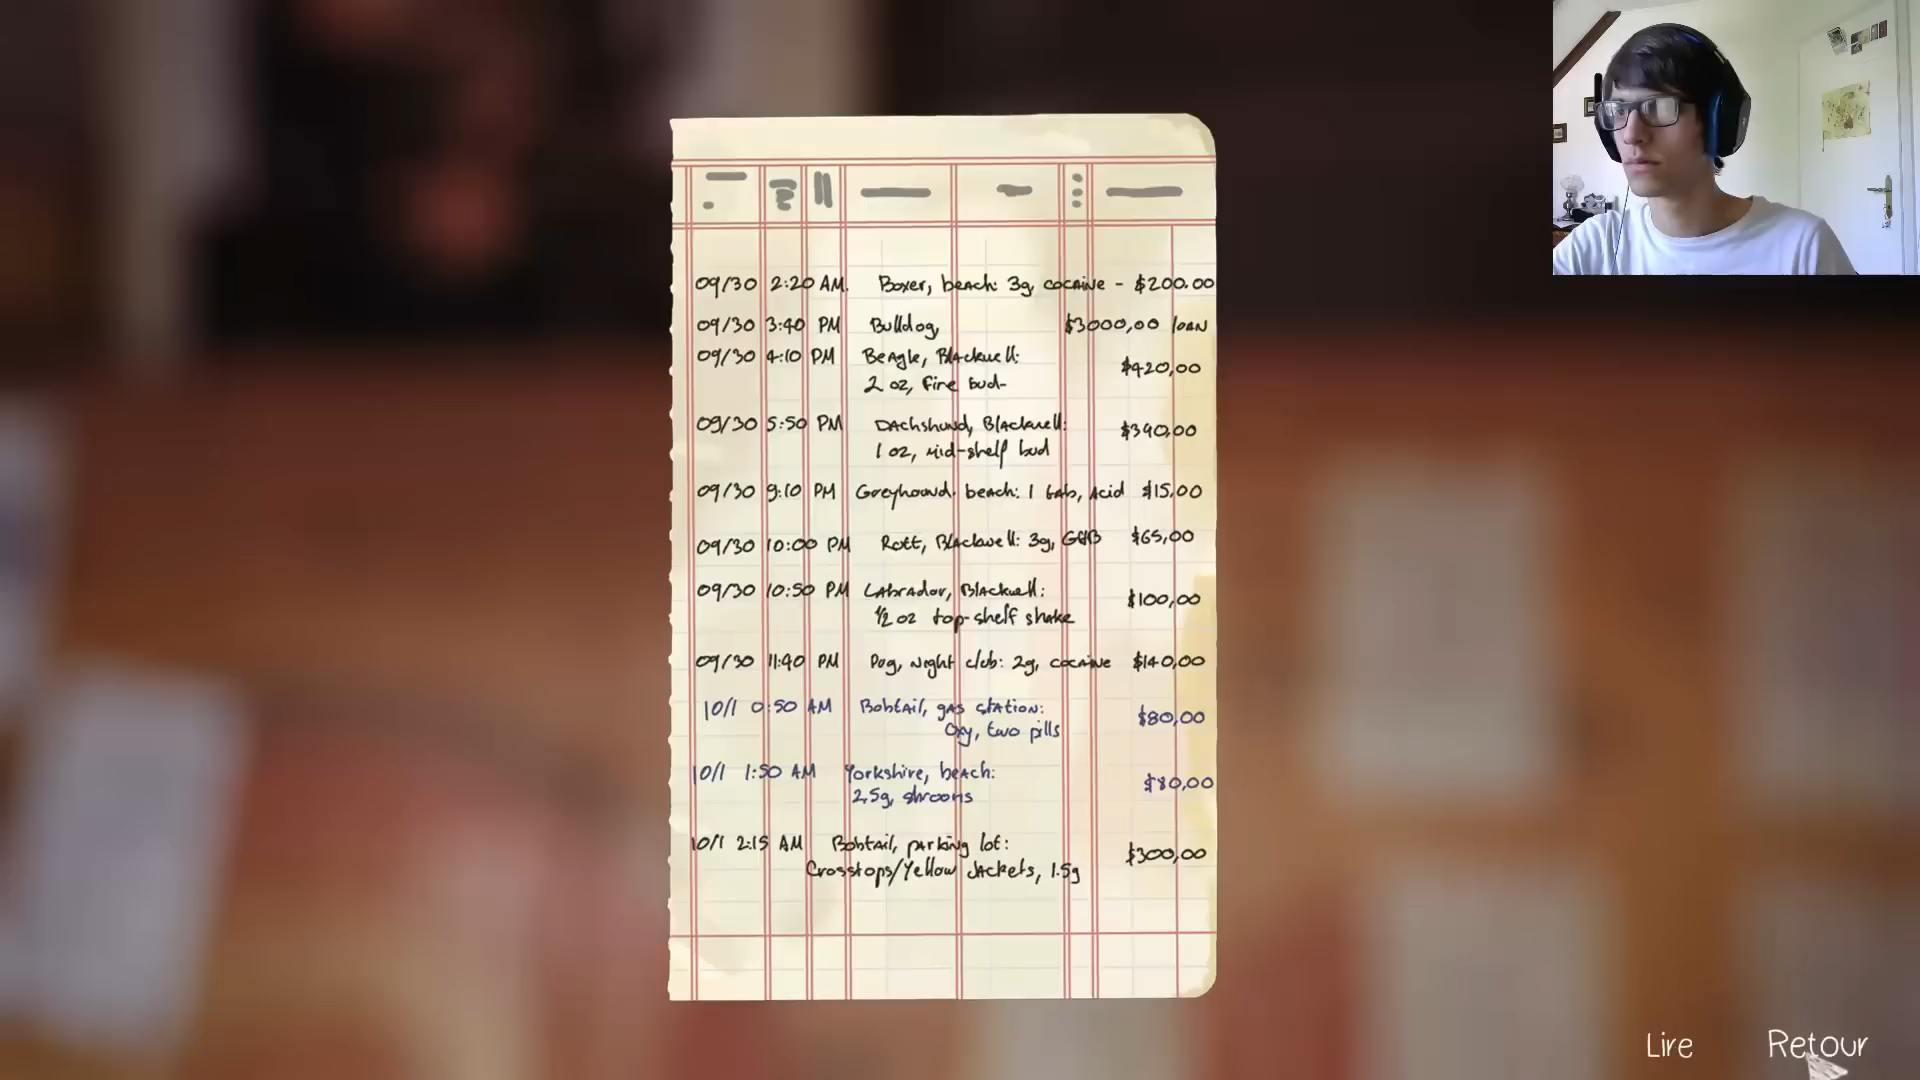 09/30 2:20 AM. Boxer, beach: 3g, cocaine - $200.00
09/30 3:40 PM Bulldog, $3000,00 loan
09/30 4:10 PM Beagle, Blackwell:
2 oz, fire bud- $420,00
09/30 5:50 PM Dachshund, Blackwell: $340,00
1 oz, mid-shelf bud
09/30 9:10 PM Greyhound, beach: 1 tab, acid $15,00
09/30 10:00 PM Rott, Blackwell: 3g, GHB $65,00
09/30 10:50 PM Labrador, Blackwell: $100,00
1/2 oz top-shelf shake
09/30 11:40 PM Pog, night club: 2g, cocaine $140,00
10/1 0:50 AM Bobtail, gas station: $80,00
Oxy, two pills
10/1 1:50 AM Yorkshire, beach: $80,00
2,5g, shrooms
10/1 2:15 AM Bobtail, parking lot: $300,00
Crosstops/Yellow Jackets, 1.5g
Lire Retour